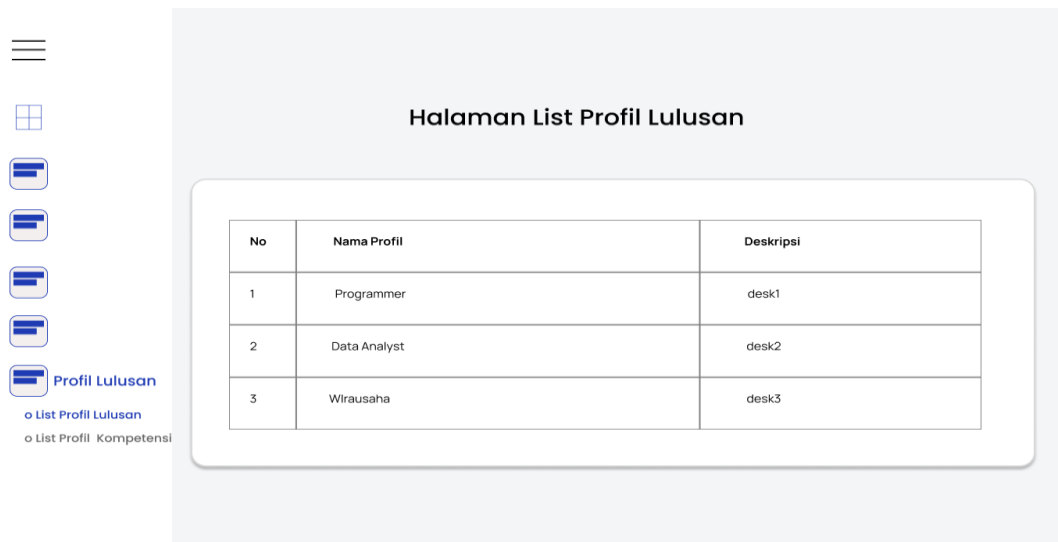 Halaman List Profil Lulusan
No Nama Profil Deskripsi
1 Programmer desk1
2 Data Analyst desk2
3 WIrausaha desk3
Profil Lulusan
o List Profil Lulusan
o List Profil Kompetensi